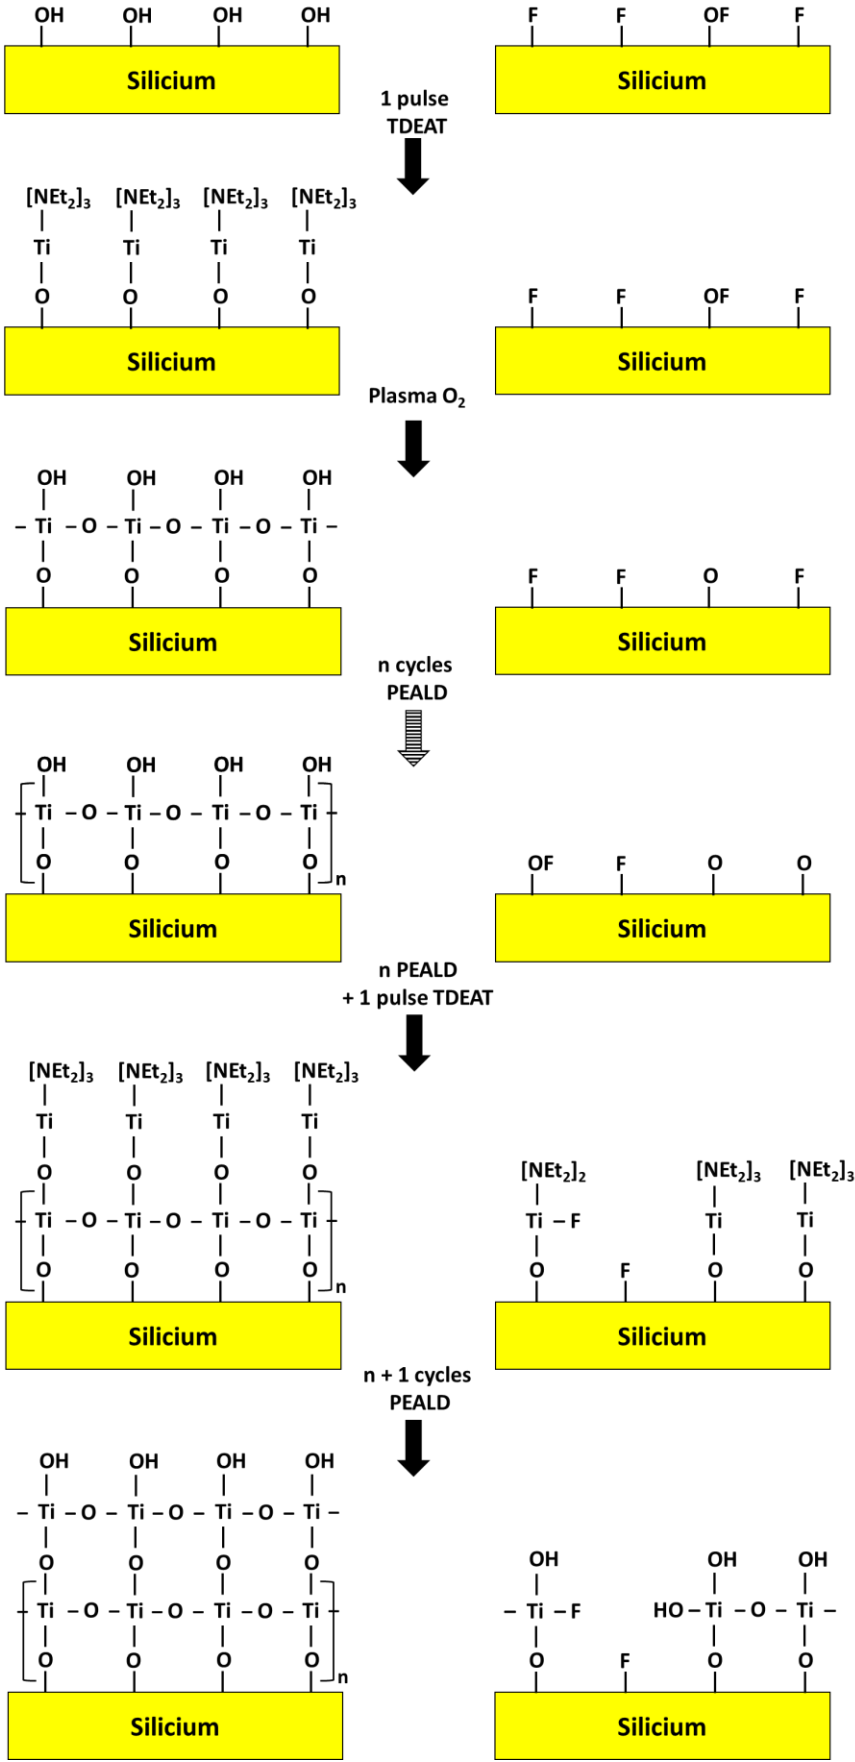 OH OH OH OH F F OF F
Silicium Silicium
1 pulse
TDEAT
[NEt₂]₃ [NEt₂]₃ [NEt₂]₃ [NEt₂]₃
Ti Ti Ti Ti
O O O O F F OF F
Silicium Silicium
Plasma O₂
OH OH OH OH
– Ti – O – Ti – O – Ti – O – Ti –
O O O O F F O F
Silicium Silicium
n cycles
PEALD
OH OH OH OH
Ti – O – Ti – O – Ti – O – Ti
O O O O n OF F O O
Silicium Silicium
n PEALD
+ 1 pulse TDEAT
[NEt₂]₃ [NEt₂]₃ [NEt₂]₃ [NEt₂]₃
Ti Ti Ti Ti
O O O O [NEt₂]₂ [NEt₂]₃ [NEt₂]₃
Ti – O – Ti – O – Ti – O – Ti Ti – F Ti Ti
O O O O n O F O O
Silicium Silicium
n + 1 cycles
PEALD
OH OH OH OH
– Ti – O – Ti – O – Ti – O – Ti –
O O O O OH OH OH
Ti – O – Ti – O – Ti – O – Ti – Ti – F HO – Ti – O – Ti –
O O O O n O F O O
Silicium Silicium